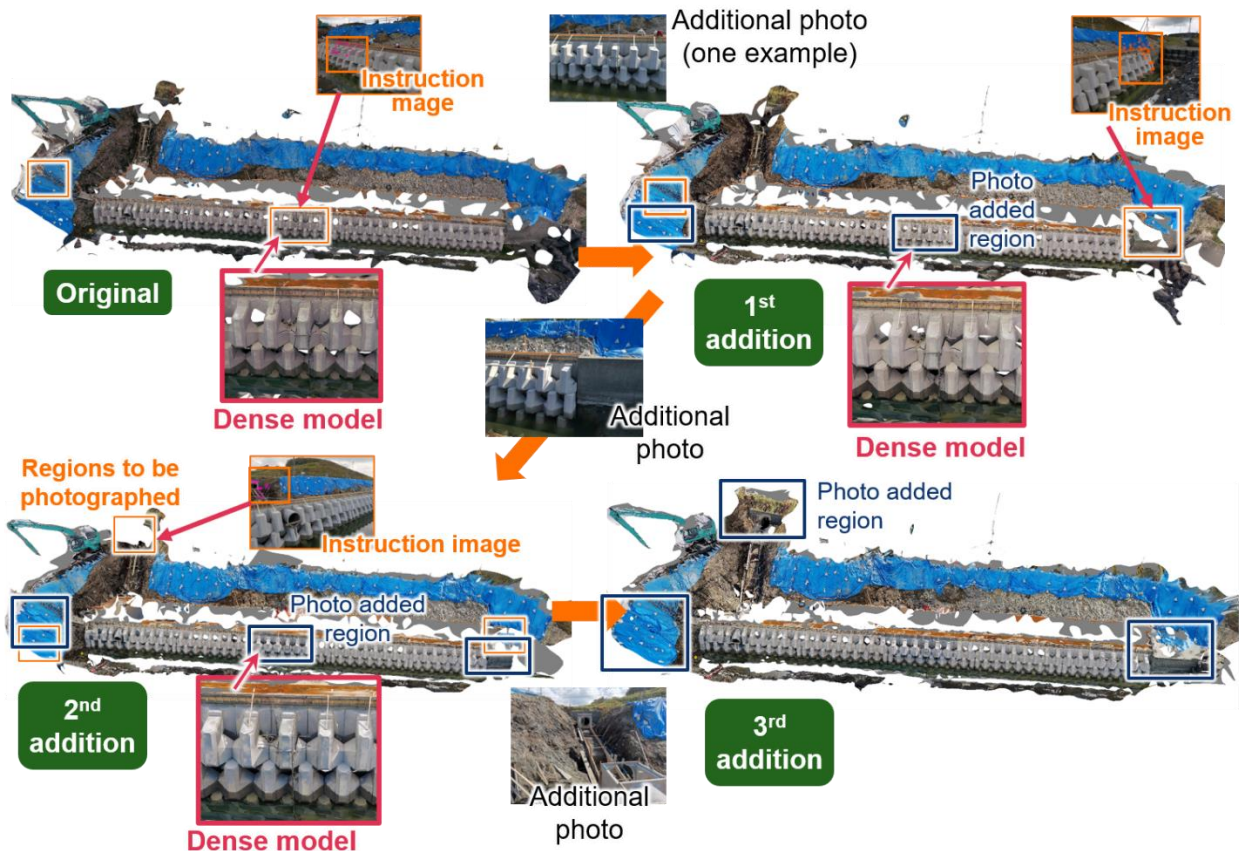 Additional photo
(one example)
Instruction
mage
Instruction
image
Photo
added
region
Original
1st
addition
Dense model
Dense model
Additional
photo
Regions to be
photographed
Instruction image
Photo added
region
Photo added
region
2nd
addition
3rd
addition
Dense model
Additional
photo